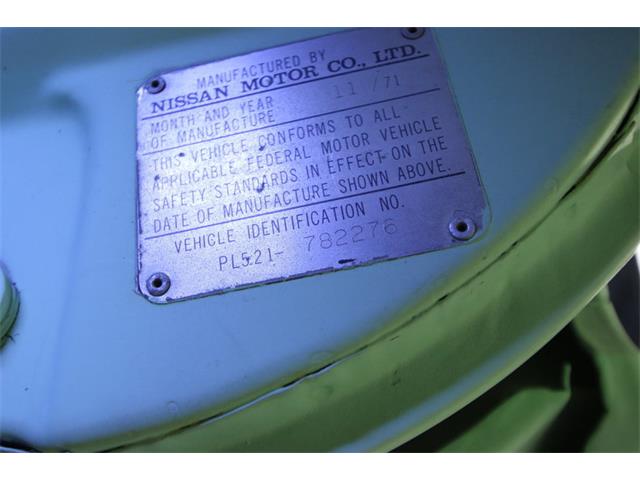 MANUFACTURED BY
NISSAN MOTOR CO., LTD.
MONTH AND YEAR
OF MANUFACTURE 11/71
THIS VEHICLE CONFORMS TO ALL
APPLICABLE FEDERAL MOTOR VEHICLE
SAFETY STANDARDS IN EFFECT ON THE
DATE OF MANUFACTURE SHOWN ABOVE.
VEHICLE IDENTIFICATION NO.
PL521- 782276